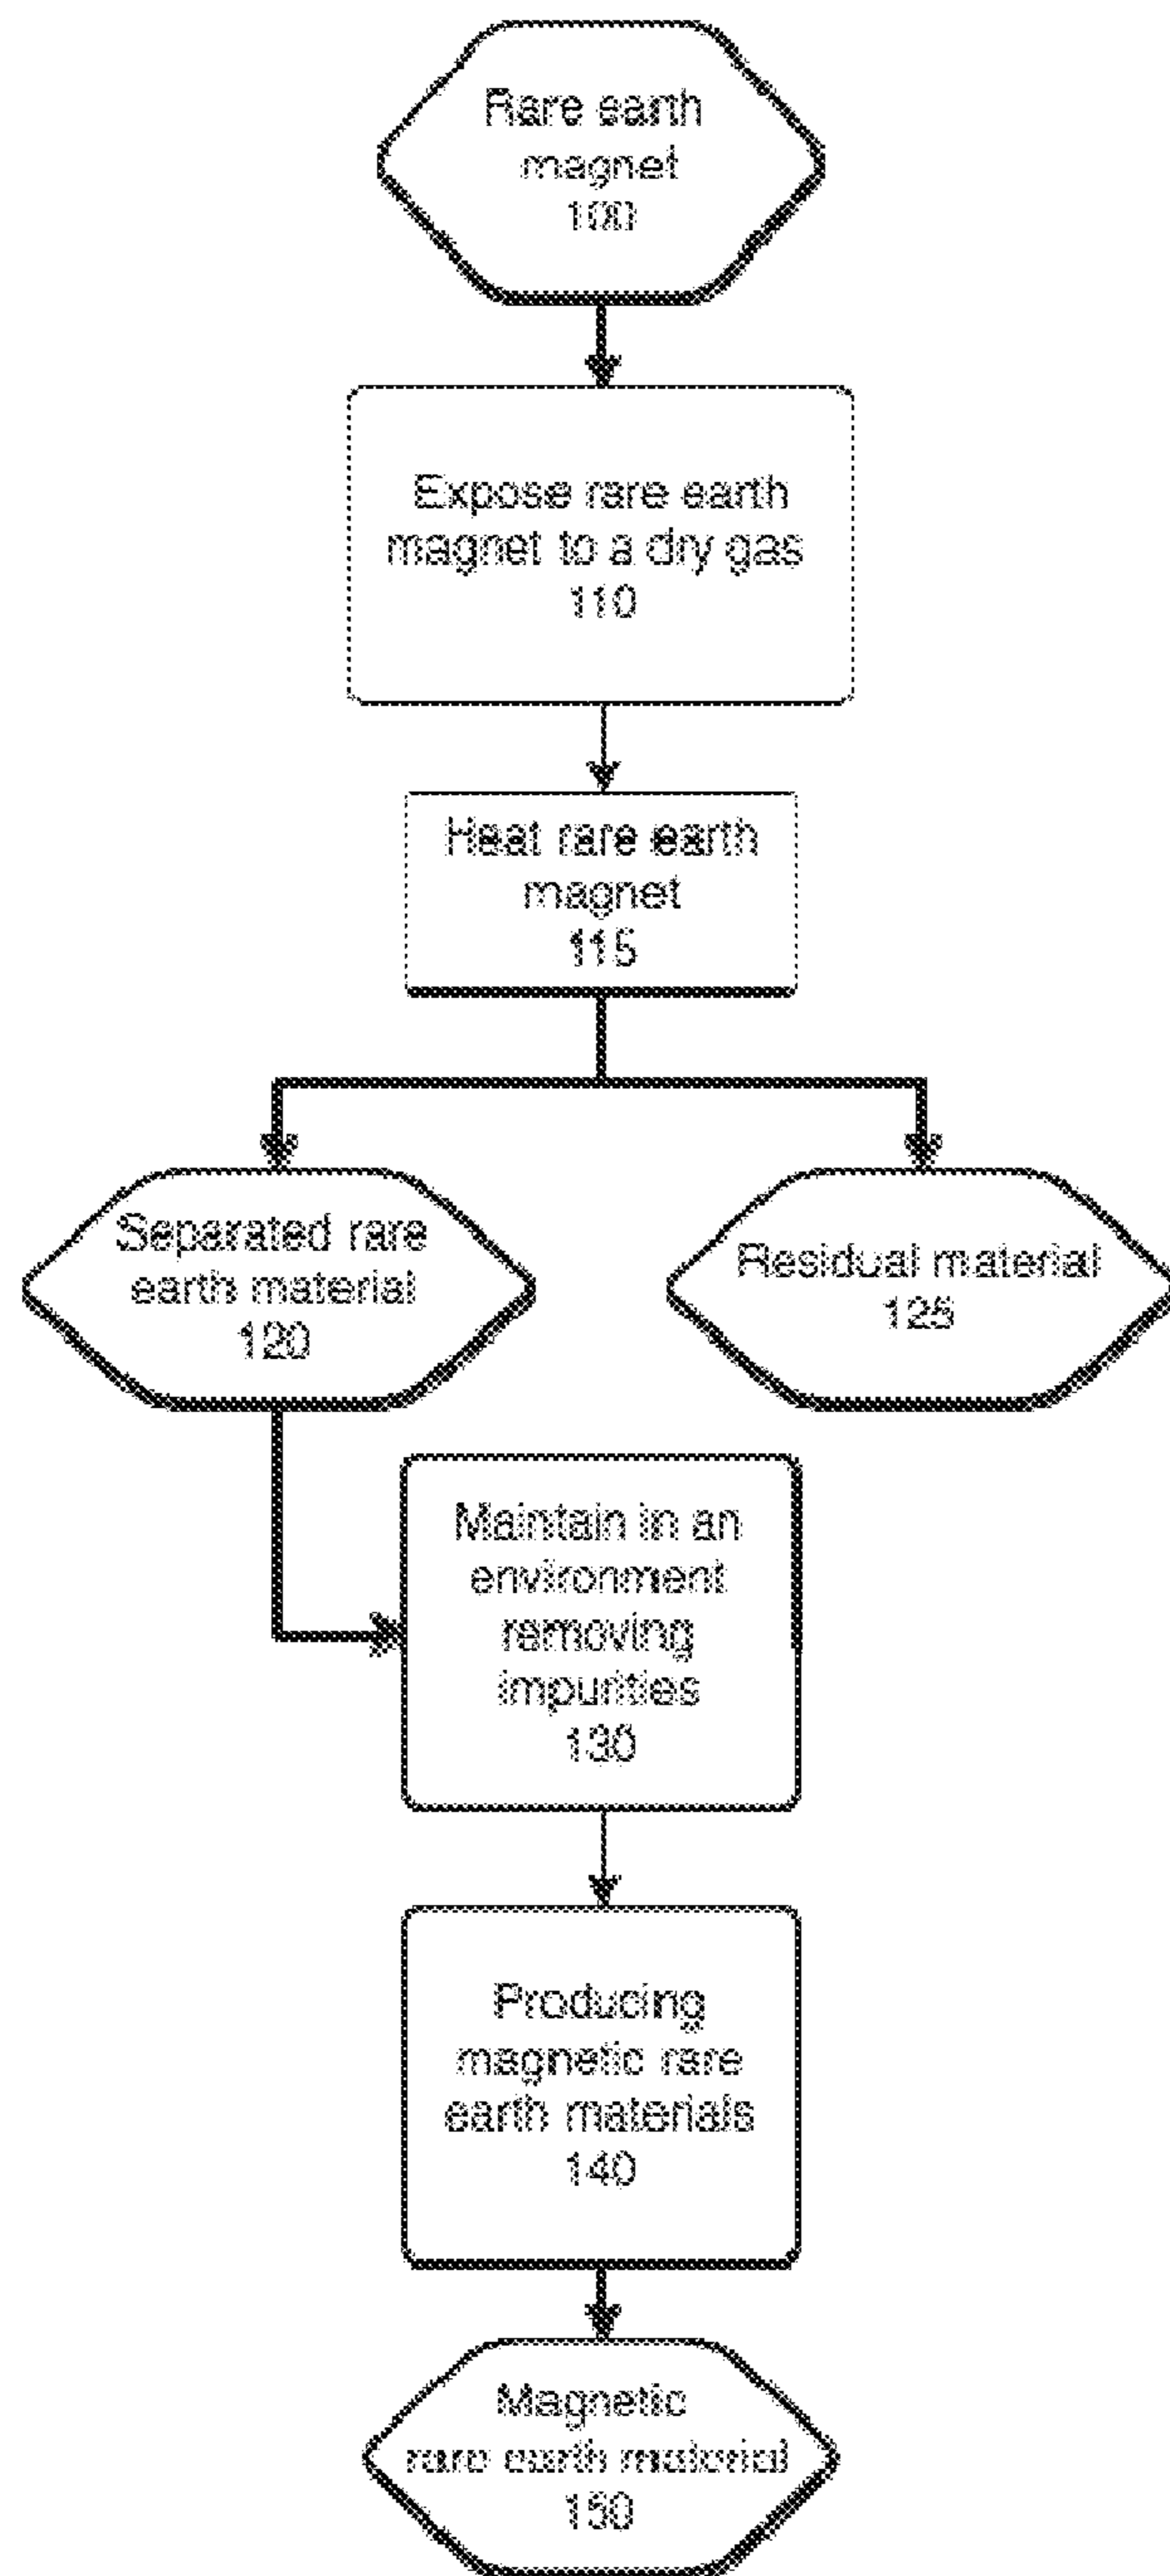 Rare earth
magnet
100
Expose rare earth
magnet to a dry gas
110
Heat rare earth
magnet
115
Separated rare
earth material
120
Residual material
125
Maintain in an
environment
removing
impurities
130
Producing
magnetic rare
earth materials
140
Magnetic
rare earth material
150